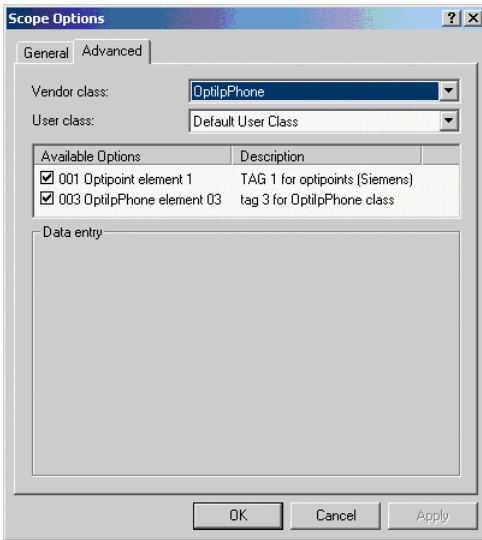 Scope Options
General Advanced
Vendor class: OptiIpPhone
User class: Default User Class
Available Options Description
001 Optipoint element 1 TAG 1 for optipoints (Siemens)
003 OptiIpPhone element 03 tag 3 for OptiIpPhone class
Data entry
OK Cancel Apply